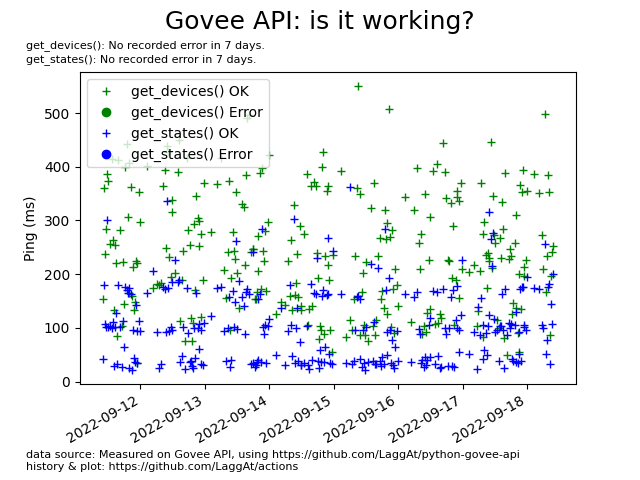 Govee API: is it working?
get_devices(): No recorded error in 7 days.
get_states(): No recorded error in 7 days.
get_devices() OK
get_devices() Error
get_states() OK
get_states() Error
Ping (ms)
500
400
300
200
100
0
2022-09-12
2022-09-13
2022-09-14
2022-09-15
2022-09-16
2022-09-17
2022-09-18
data source: Measured on Govee API, using https://github.com/LaggAt/python-govee-api
history & plot: https://github.com/LaggAt/actions